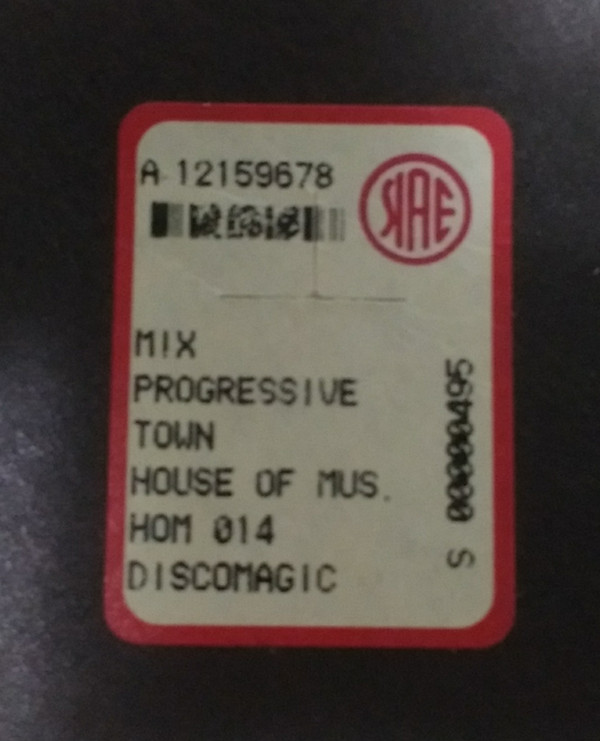 A 12159678
SIAE
MIX
PROGRESSIVE
TOWN
HOUSE OF MUS.
HOM 014
DISCOMAGIC
S 00000495